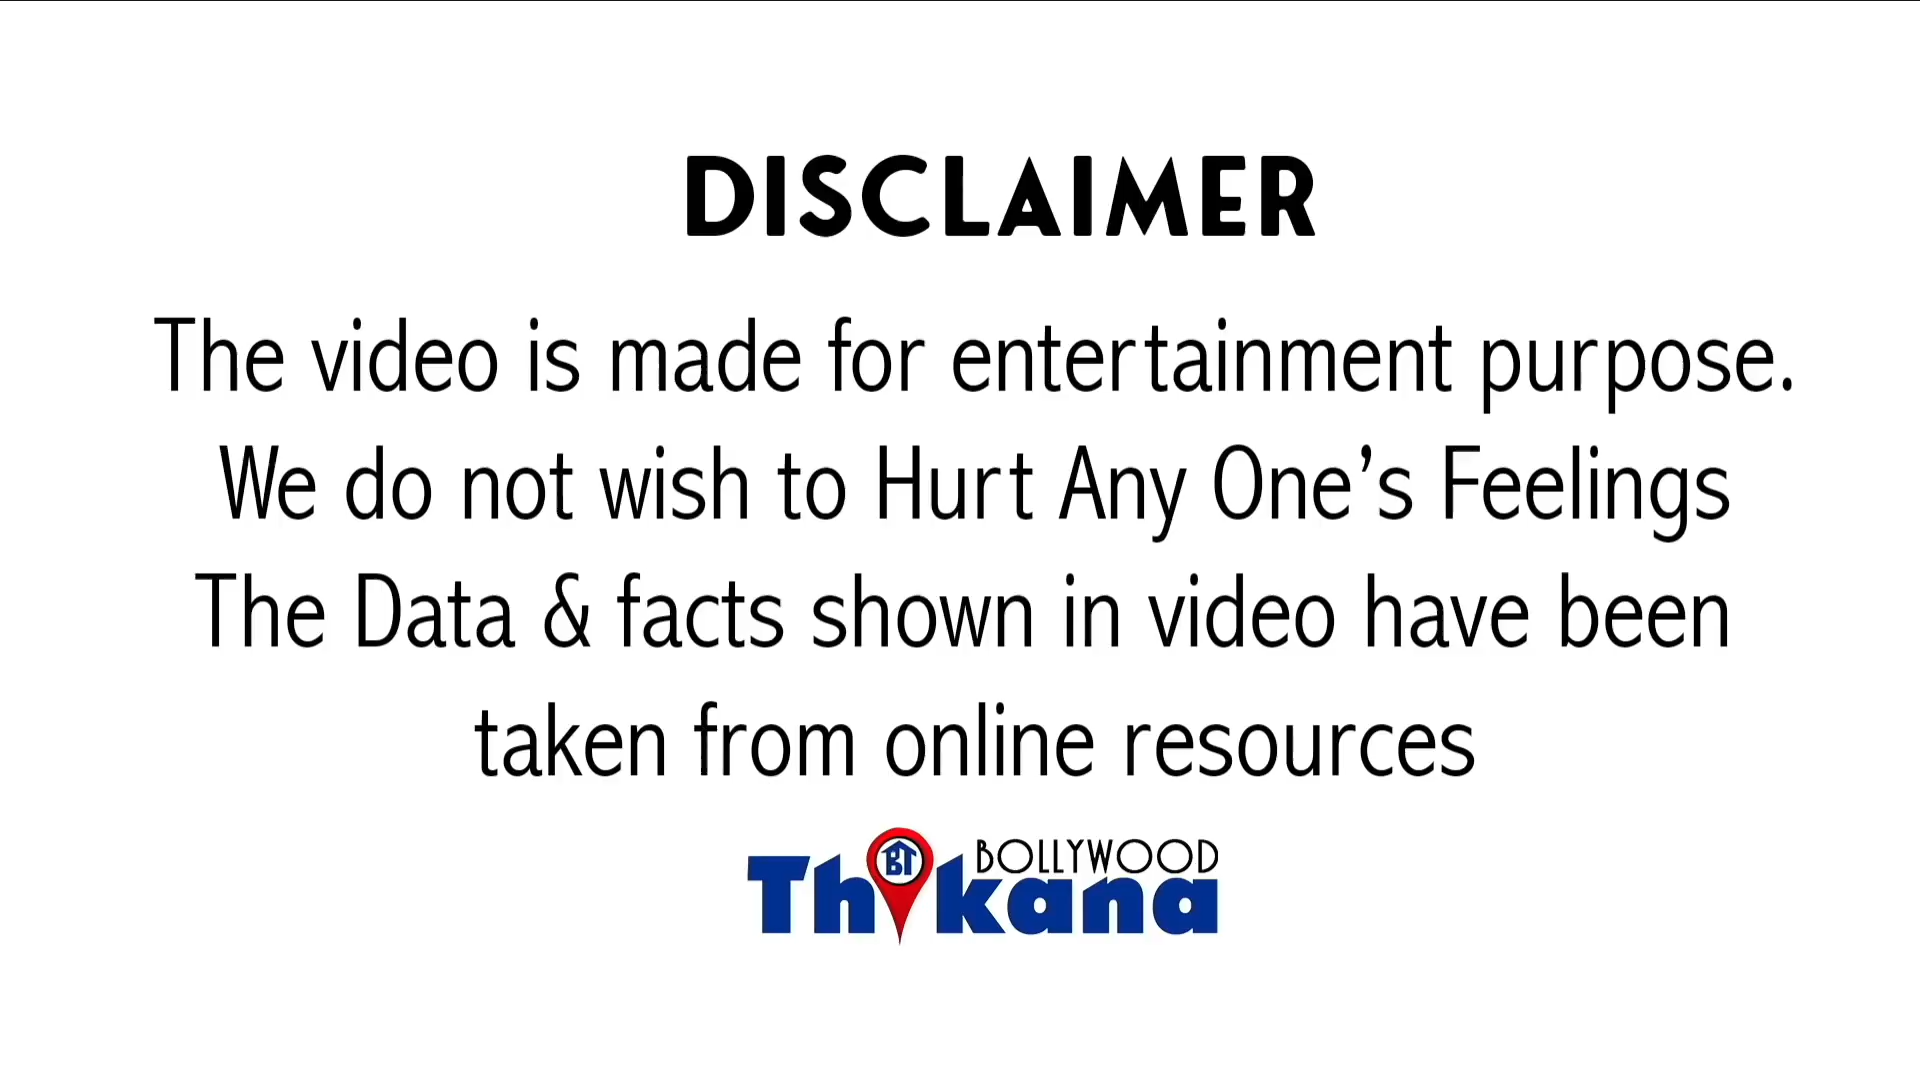 DISCLAIMER
The video is made for entertainment purpose.
We do not wish to Hurt Any One’s Feelings
The Data & facts shown in video have been
taken from online resources
BOLLYWOOD
BT
Thikana